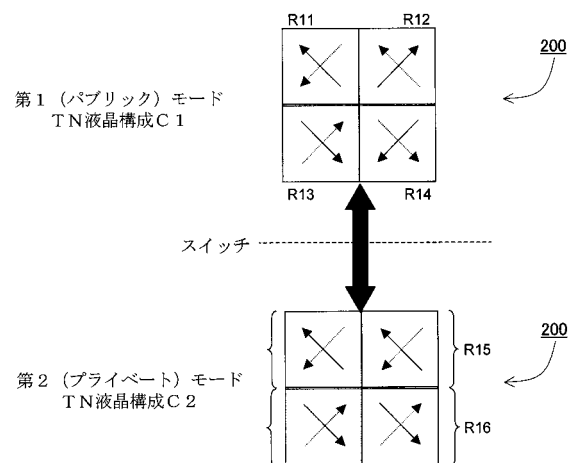 R11
R12
200
第1（パブリック）モード
TN液晶構成C1
R13
R14
スイッチ
200
R15
第2（プライベート）モード
TN液晶構成C2
R16